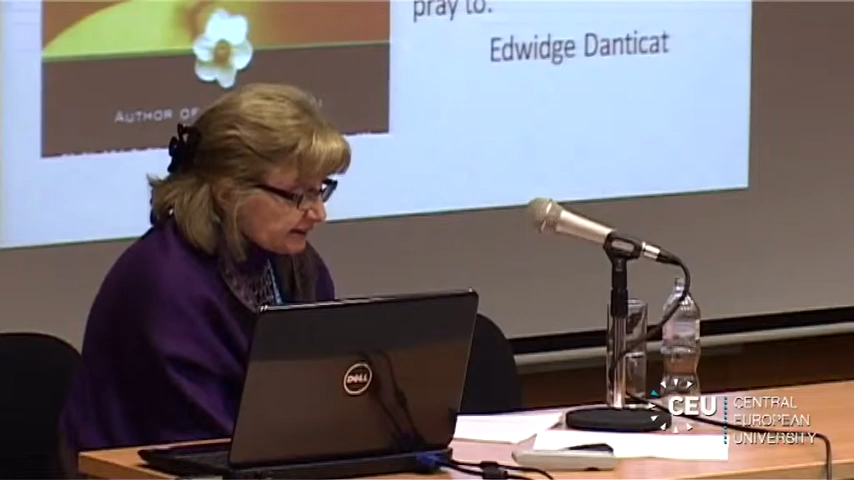 pray to.
Edwidge Danticat
AUTHOR OF
DELL
CEU
CENTRAL
EUROPEAN
UNIVERSITY